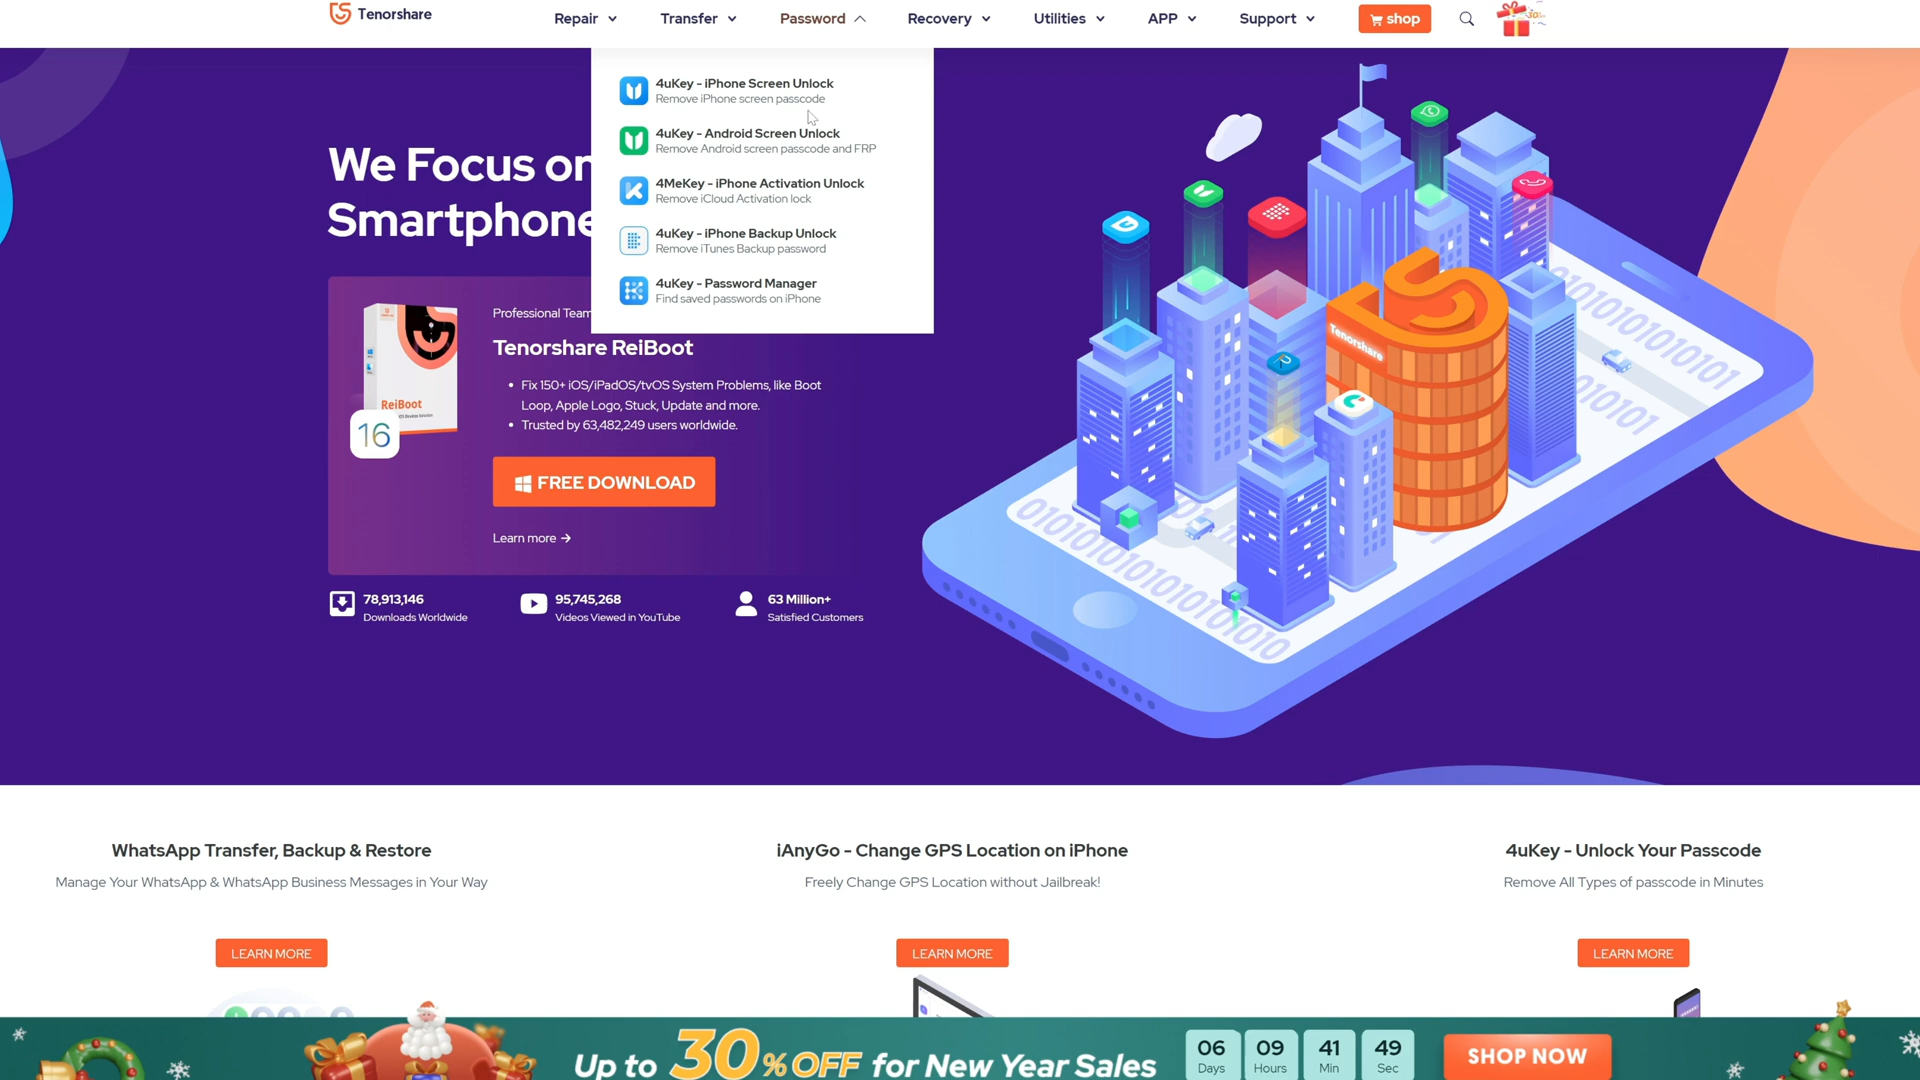 Tenorshare
Repair
Transfer
Password
Recovery
Utilities
APP
Support
shop
4uKey - iPhone Screen Unlock
Remove iPhone screen passcode
4uKey - Android Screen Unlock
Remove Android screen passcode and FRP
4MeKey - iPhone Activation Unlock
Remove iCloud Activation lock
4uKey - iPhone Backup Unlock
Remove iTunes Backup password
4uKey - Password Manager
Find saved passwords on iPhone
We Focus on
Smartphone
Professional Team
Tenorshare ReiBoot
• Fix 150+ iOS/iPadOS/tvOS System Problems, like Boot
Loop, Apple Logo, Stuck, Update and more.
• Trusted by 63,482,249 users worldwide.
ReiBoot
16
FREE DOWNLOAD
Learn more →
78,913,146
Downloads Worldwide
95,745,268
Videos Viewed in YouTube
63 Million+
Satisfied Customers
Tenorshare
010101010101
010101
01010101010101010
WhatsApp Transfer, Backup & Restore
Manage Your WhatsApp & WhatsApp Business Messages in Your Way
LEARN MORE
iAnyGo - Change GPS Location on iPhone
Freely Change GPS Location without Jailbreak!
LEARN MORE
4uKey - Unlock Your Passcode
Remove All Types of passcode in Minutes
LEARN MORE
Up to 30%OFF for New Year Sales
06 09 41 49
Days Hours Min Sec
SHOP NOW